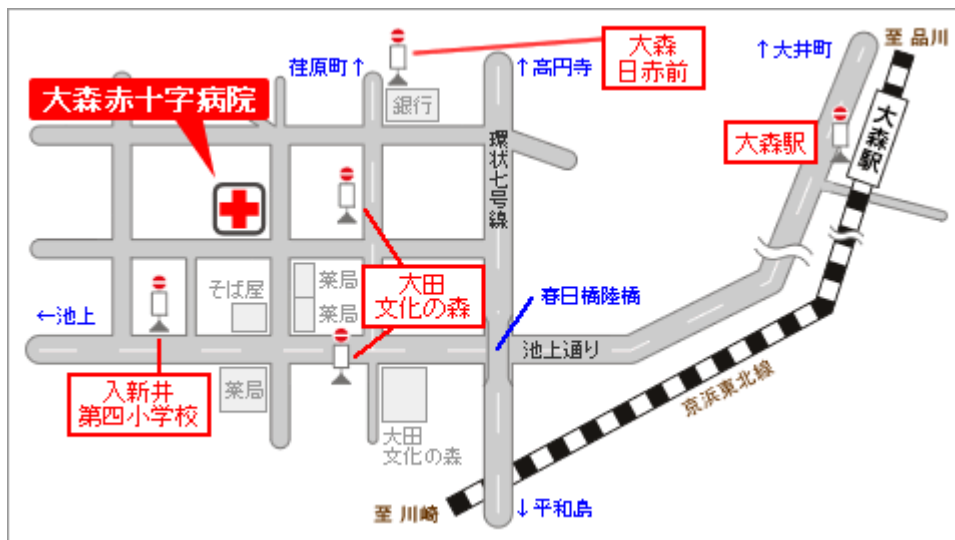 至 品川
大森
日赤前
↑大井町
荏原町↑
↑高円寺
大森赤十字病院
銀行
大森駅
大森駅
環状七号線
そば屋
薬局
薬局
大田
文化の森
春日橋陸橋
←池上
池上通り
入新井
第四小学校
薬局
京浜東北線
大田
文化の森
至 川崎
↓平和島